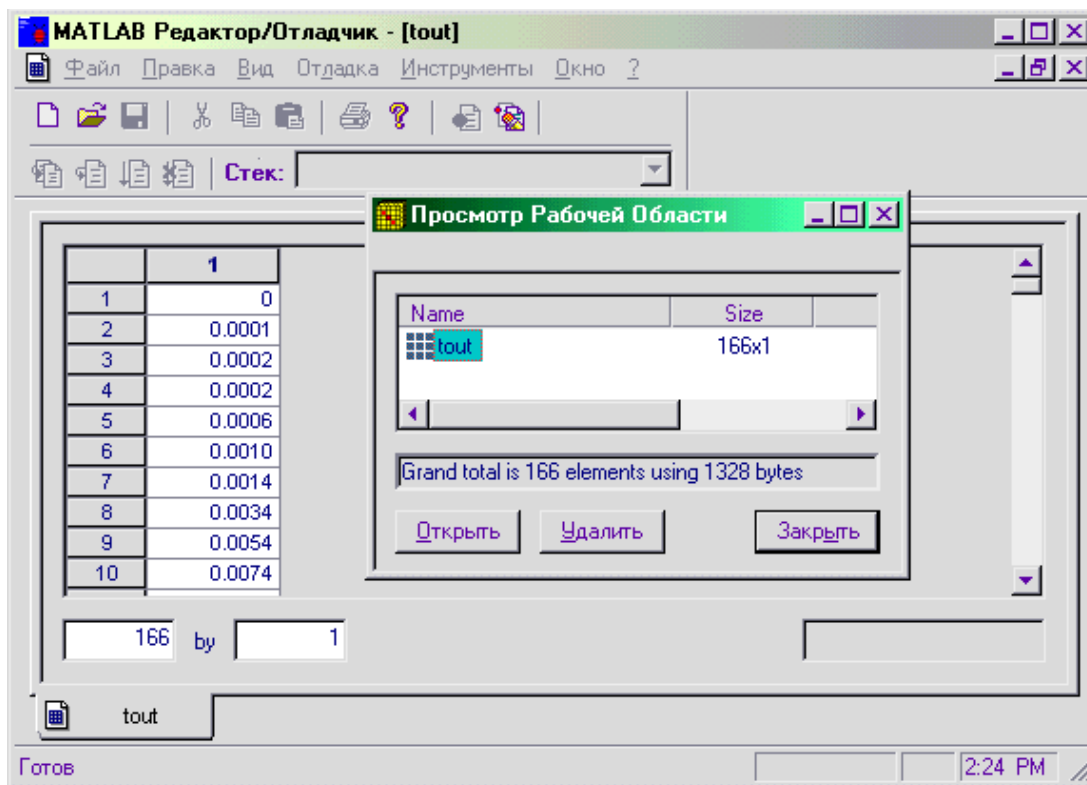 MATLAB Редактор/Отладчик - [tout]
Файл Правка Вид Отладка Инструменты Окно ?
Стек:
1
1 0
2 0.0001
3 0.0002
4 0.0002
5 0.0006
6 0.0010
7 0.0014
8 0.0034
9 0.0054
10 0.0074
166 by 1
tout
Готов
2:24 PM
Просмотр Рабочей Области
Name Size
tout 166x1
Grand total is 166 elements using 1328 bytes
Открыть Удалить Закрыть